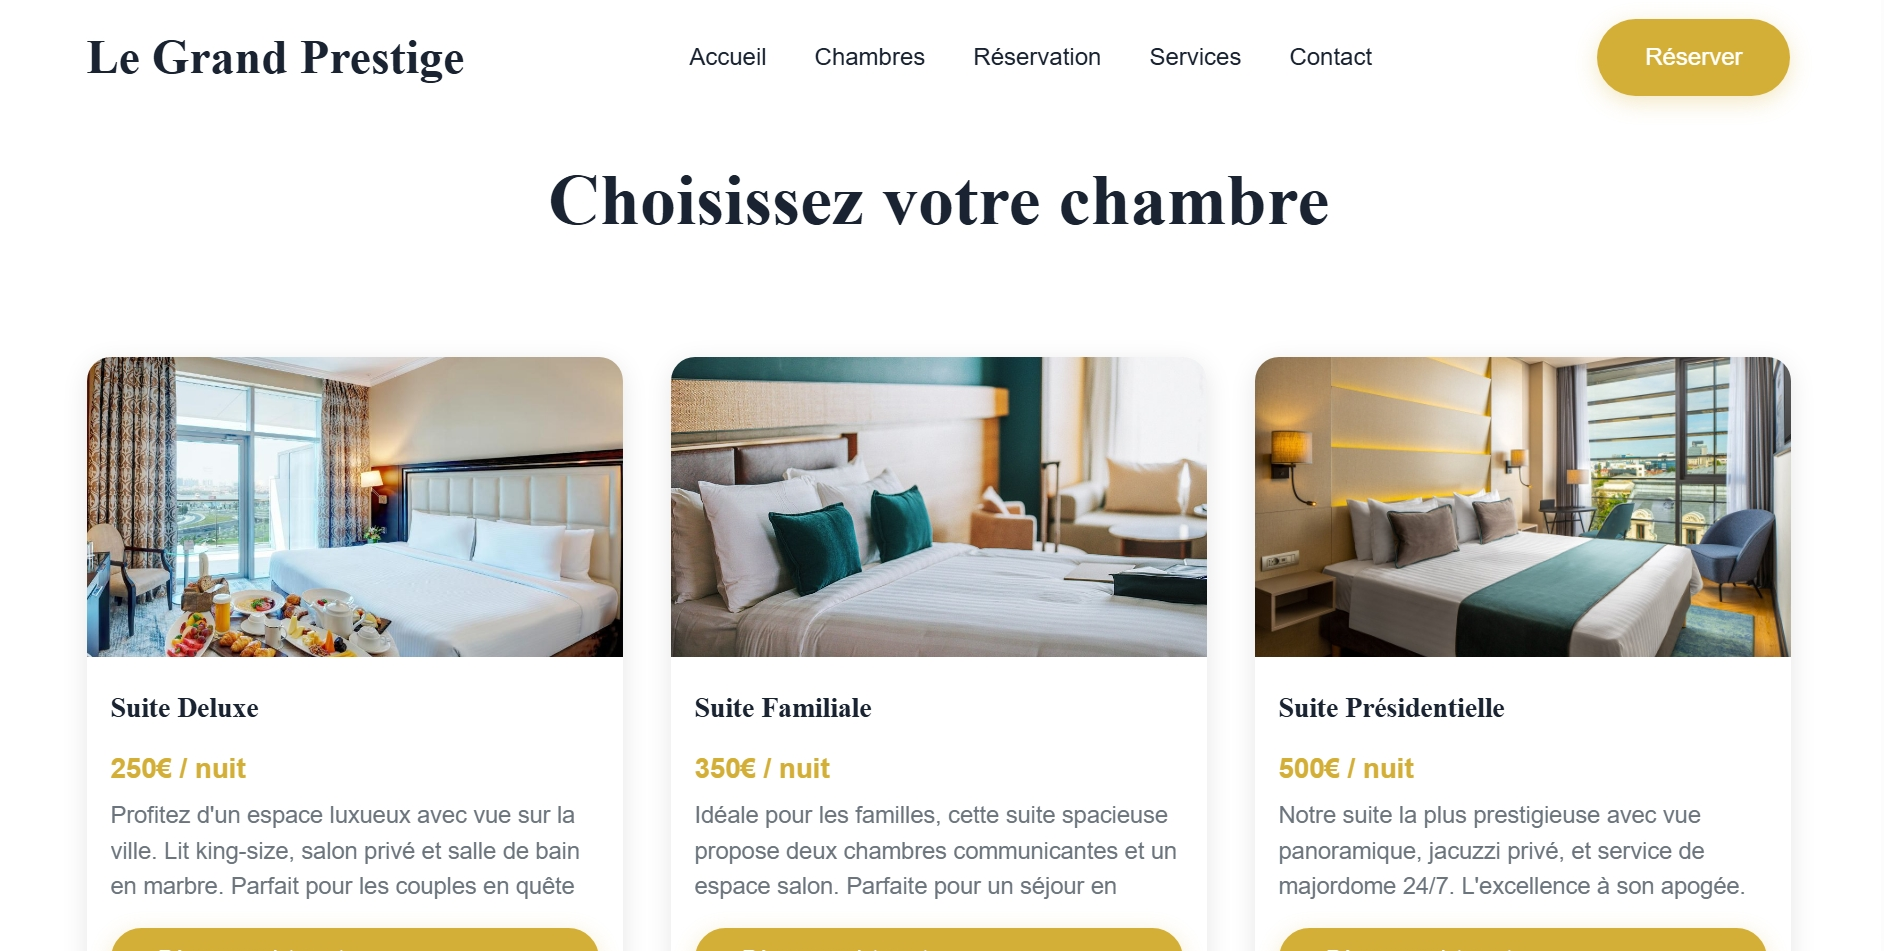 Le Grand Prestige
Accueil
Chambres
Réservation
Services
Contact
Réserver
Choisissez votre chambre
Suite Deluxe
250€ / nuit
Profitez d'un espace luxueux avec vue sur la
ville. Lit king-size, salon privé et salle de bain
en marbre. Parfait pour les couples en quête
Suite Familiale
350€ / nuit
Idéale pour les familles, cette suite spacieuse
propose deux chambres communicantes et un
espace salon. Parfaite pour un séjour en
Suite Présidentielle
500€ / nuit
Notre suite la plus prestigieuse avec vue
panoramique, jacuzzi privé, et service de
majordome 24/7. L'excellence à son apogée.